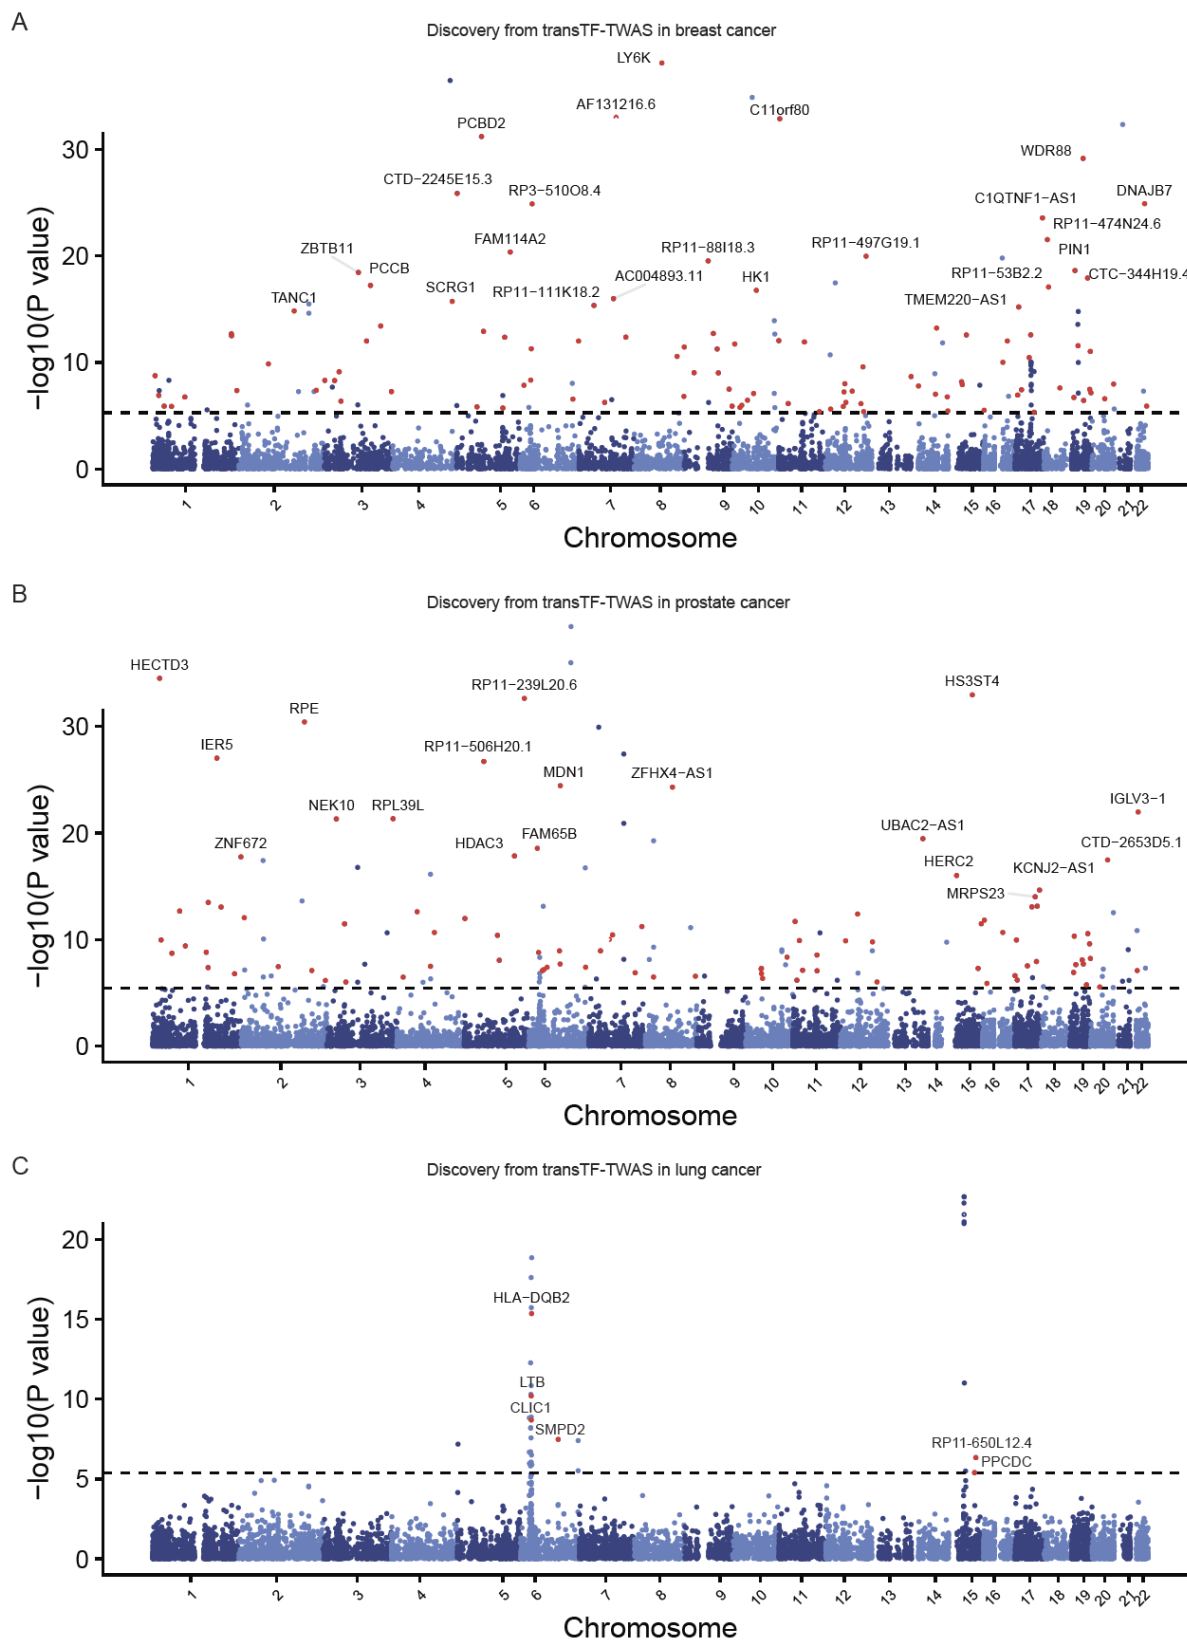 A
Discovery from transTF-TWAS in breast cancer
LY6K
AF131216.6
C11orf80
PCBD2
WDR88
CTD−2245E15.3
RP3−510O8.4
C1QTNF1−AS1
DNAJB7
RP11−474N24.6
ZBTB11
FAM114A2
RP11−88I18.3
RP11−497G19.1
PIN1
PCCB
AC004893.11
HK1
RP11−53B2.2
CTC−344H19.4
TANC1
SCRG1
RP11−111K18.2
TMEM220−AS1
30
20
10
0
−log10(P value)
1 2 3 4 5 6 7 8 9 10 11 12 13 14 15 16 17 18 19 20 21 22
Chromosome
B
Discovery from transTF-TWAS in prostate cancer
HECTD3
RP11−239L20.6
HS3ST4
RPE
IER5
RP11−506H20.1
MDN1
ZFHX4−AS1
NEK10
RPL39L
IGLV3−1
ZNF672
HDAC3
FAM65B
UBAC2−AS1
CTD−2653D5.1
HERC2
KCNJ2−AS1
MRPS23
30
20
10
0
−log10(P value)
1 2 3 4 5 6 7 8 9 10 11 12 13 14 15 16 17 18 19 20 21 22
Chromosome
C
Discovery from transTF-TWAS in lung cancer
HLA−DQB2
LTB
CLIC1
SMPD2
RP11-650L12.4
PPCDC
20
15
10
5
0
−log10(P value)
1 2 3 4 5 6 7 8 9 10 11 12 13 14 15 16 17 18 19 20 21 22
Chromosome